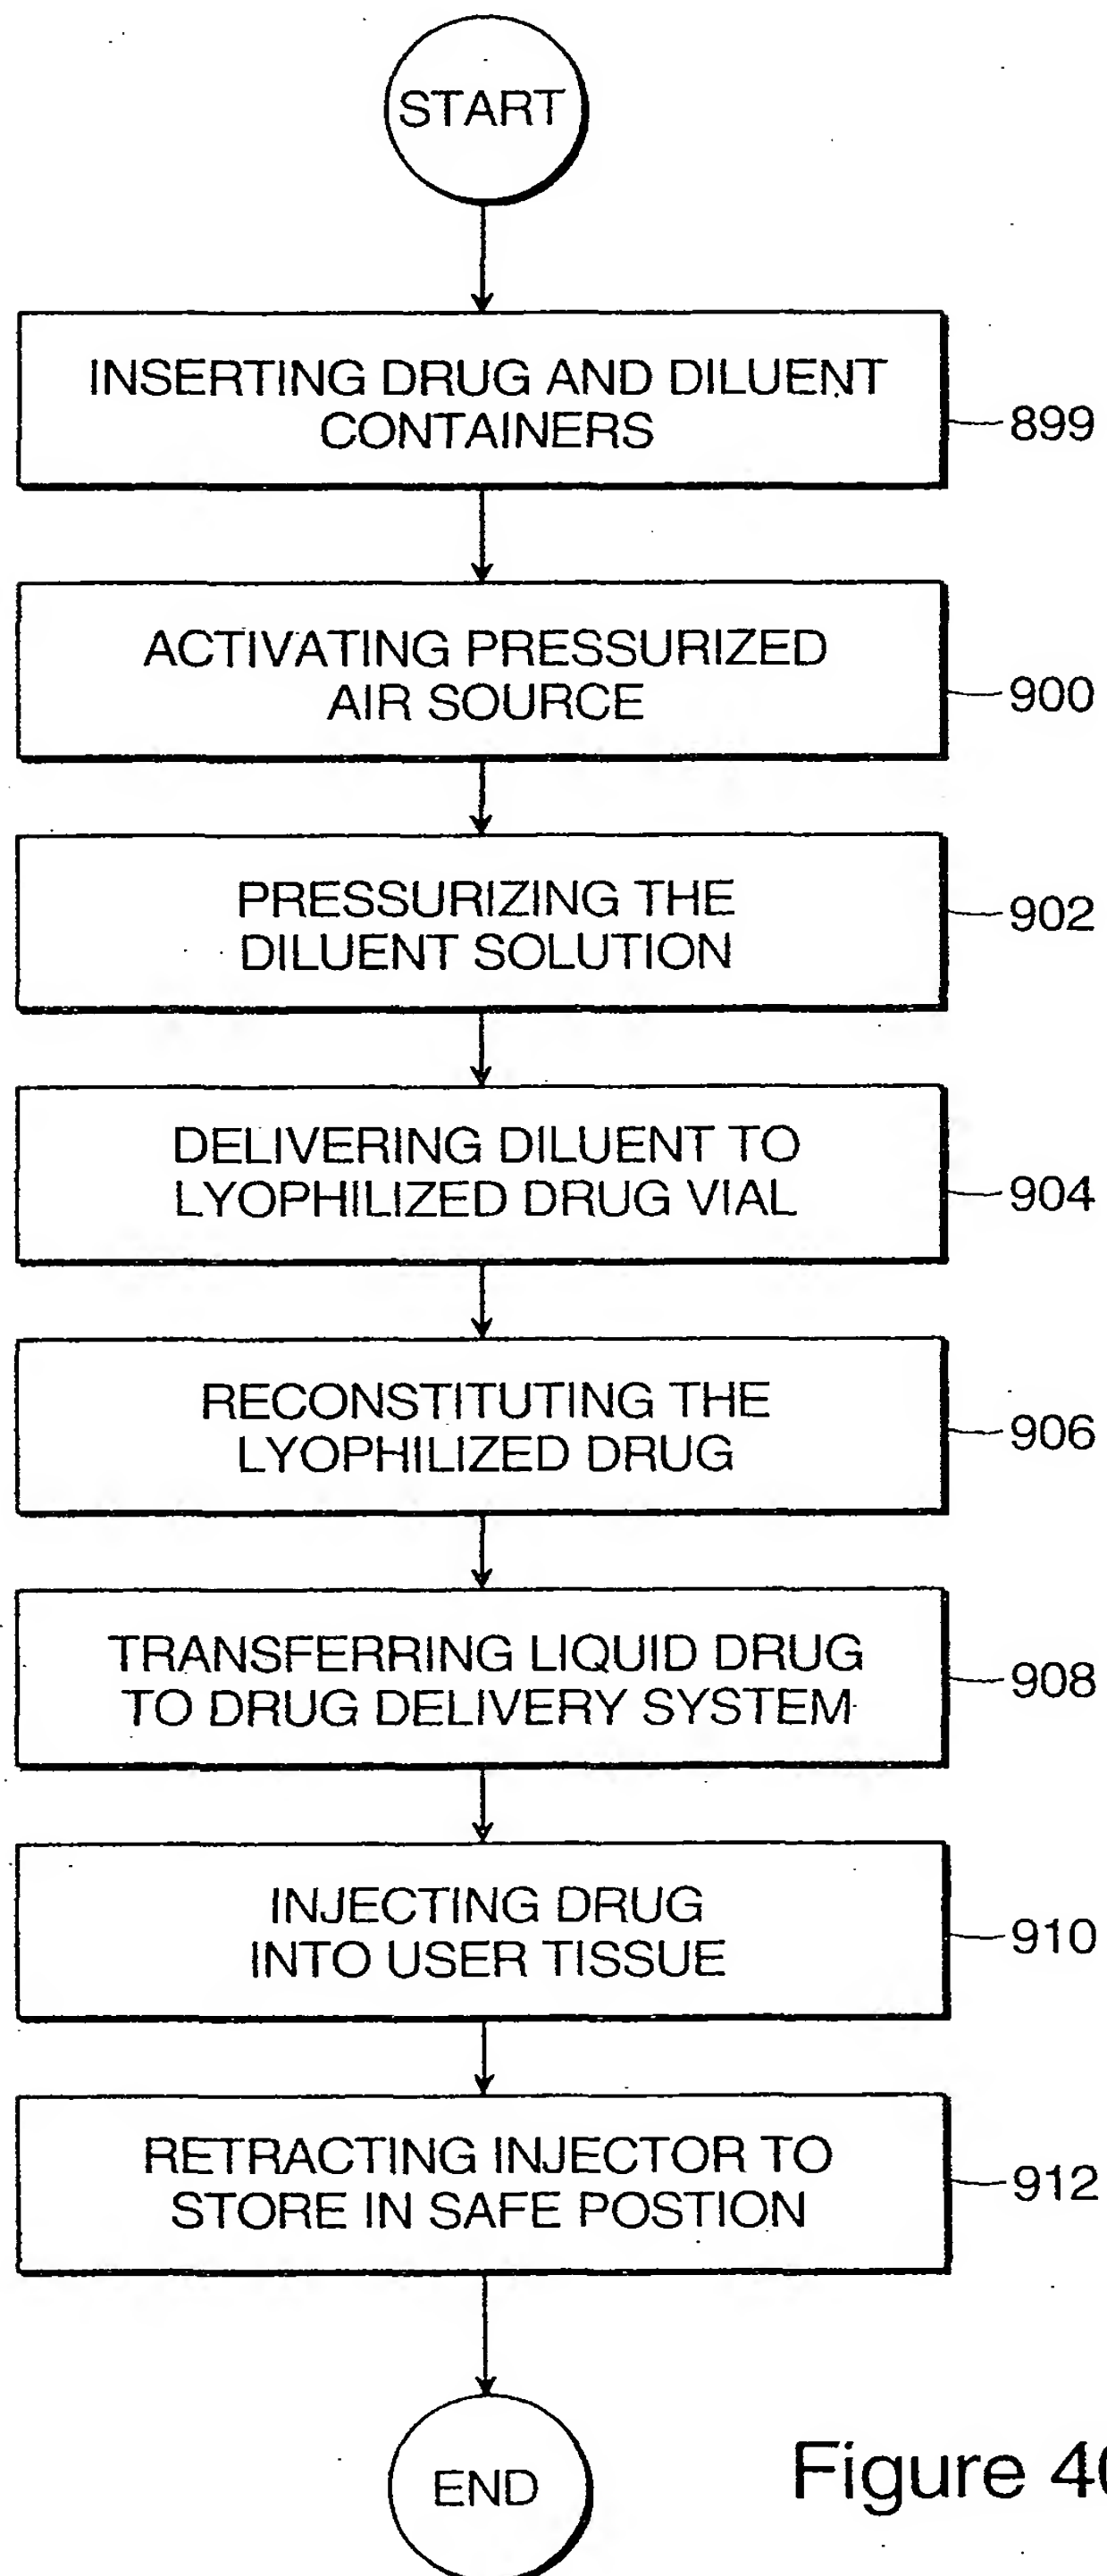 START
INSERTING DRUG AND DILUENT
CONTAINERS
899
ACTIVATING PRESSURIZED
AIR SOURCE
900
PRESSURIZING THE
DILUENT SOLUTION
902
DELIVERING DILUENT TO
LYOPHILIZED DRUG VIAL
904
RECONSTITUTING THE
LYOPHILIZED DRUG
906
TRANSFERRING LIQUID DRUG
TO DRUG DELIVERY SYSTEM
908
INJECTING DRUG
INTO USER TISSUE
910
RETRACTING INJECTOR TO
STORE IN SAFE POSTION
912
END
Figure